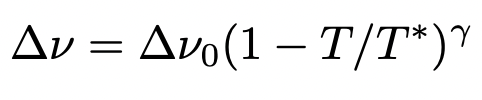 Δν = Δν₀(1 − T/T*)^γ